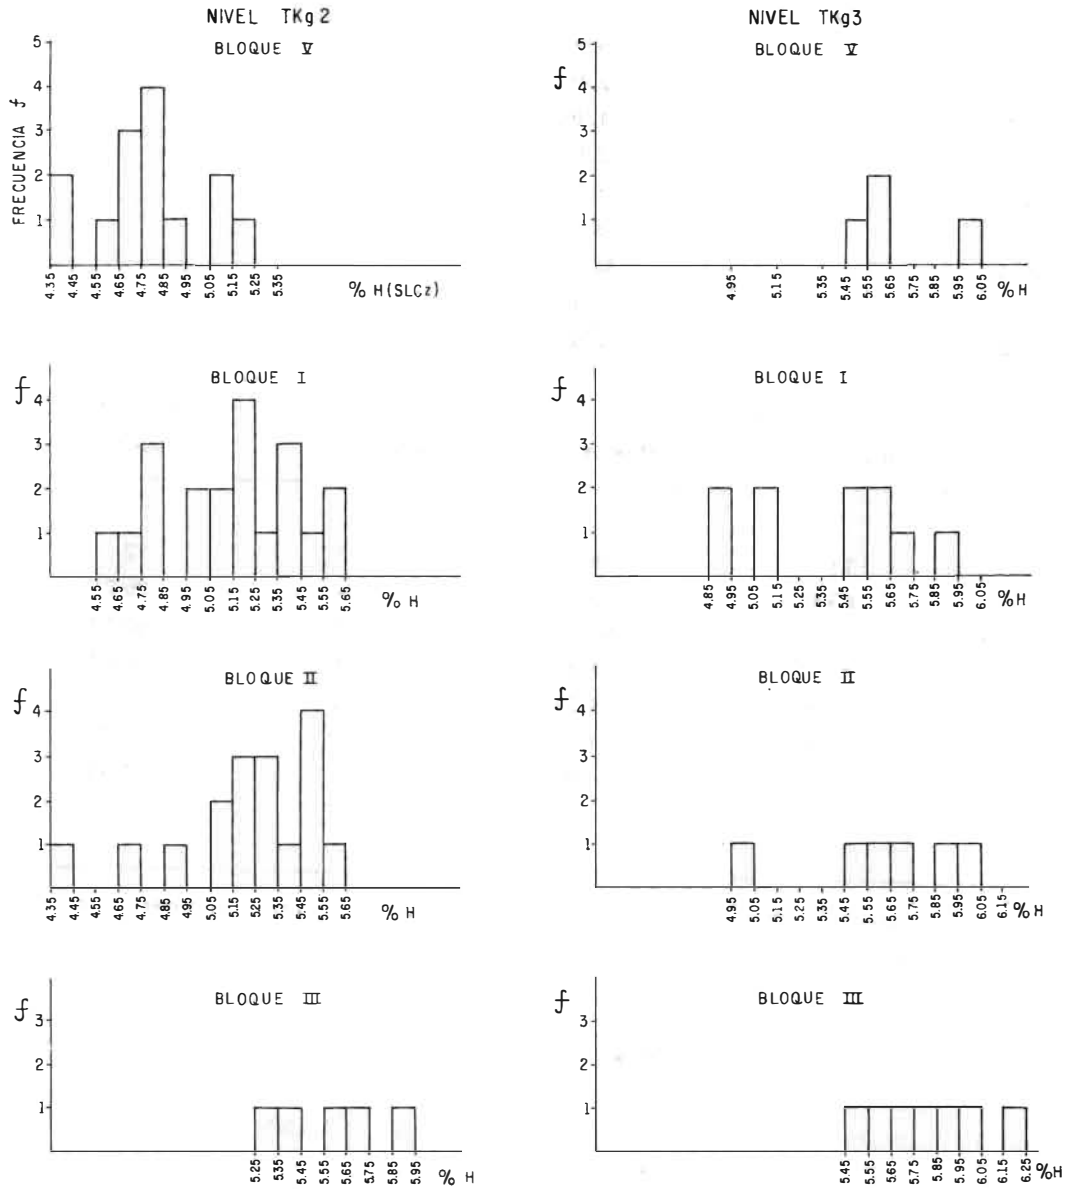 NIVEL TKg 2
BLOQUE V
FRECUENCIA f
5
4
3
2
1
4.35 4.45 4.55 4.65 4.75 4.85 4.95 5.05 5.15 5.25 5.35 % H (SLCz)
NIVEL TKg3
BLOQUE V
f
5
4
3
2
1
4.95 5.15 5.35 5.45 5.55 5.65 5.75 5.85 5.95 6.05 % H
BLOQUE I
f
4
3
2
1
4.55 4.65 4.75 4.85 4.95 5.05 5.15 5.25 5.35 5.45 5.55 5.65 % H
BLOQUE I
f
4
3
2
1
4.85 4.95 5.05 5.15 5.25 5.35 5.45 5.55 5.65 5.75 5.85 5.95 6.05 % H
BLOQUE II
f
4
3
2
1
4.35 4.45 4.55 4.65 4.75 4.85 4.95 5.05 5.15 5.25 5.35 5.45 5.55 5.65 % H
BLOQUE II
f
4
3
2
1
4.95 5.05 5.15 5.25 5.35 5.45 5.55 5.65 5.75 5.85 5.95 6.05 6.15 % H
BLOQUE III
f
3
2
1
5.25 5.35 5.45 5.55 5.65 5.75 5.85 5.95 % H
BLOQUE III
f
3
2
1
5.45 5.55 5.65 5.75 5.85 5.95 6.05 6.15 6.25 % H